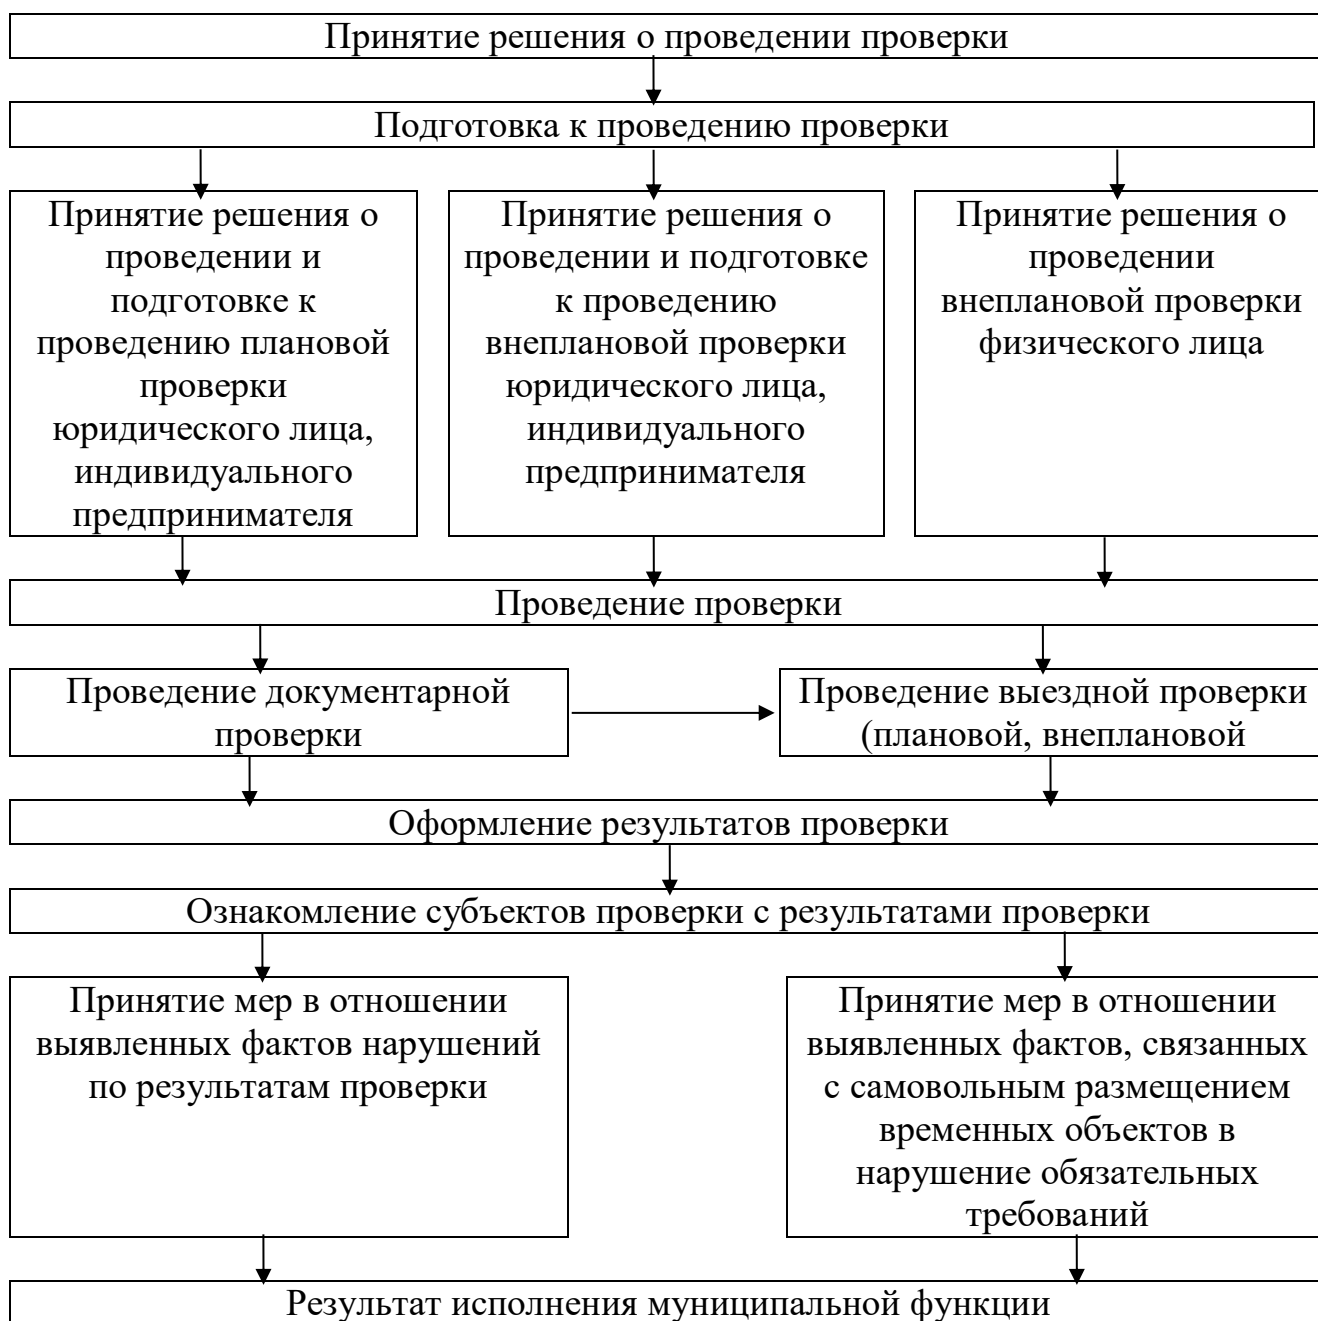 Принятие решения о проведении проверки
Подготовка к проведению проверки
Принятие решения о
проведении и
подготовке к
проведению плановой
проверки
юридического лица,
индивидуального
предпринимателя
Принятие решения о
проведении и подготовке
к проведению
внеплановой проверки
юридического лица,
индивидуального
предпринимателя
Принятие решения о
проведении
внеплановой проверки
физического лица
Проведение проверки
Проведение документарной
проверки
Проведение выездной проверки
(плановой, внеплановой
Оформление результатов проверки
Ознакомление субъектов проверки с результатами проверки
Принятие мер в отношении
выявленных фактов нарушений
по результатам проверки
Принятие мер в отношении
выявленных фактов, связанных
с самовольным размещением
временных объектов в
нарушение обязательных
требований
Результат исполнения муниципальной функции